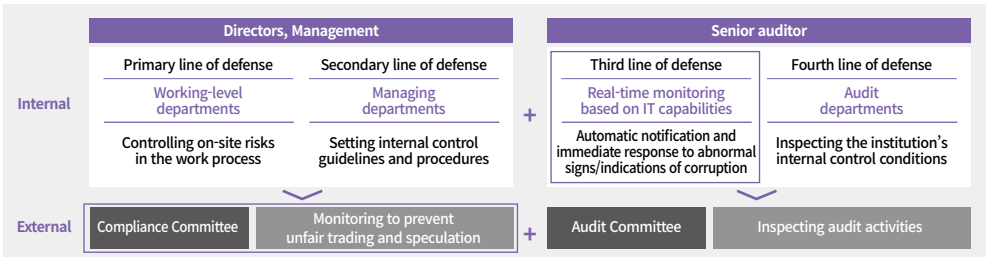 Directors, Management
Senior auditor
Internal
Primary line of defense
Working-level
departments
Controlling on-site risks
in the work process
Secondary line of defense
Managing
departments
Setting internal control
guidelines and procedures
+
Third line of defense
Real-time monitoring
based on IT capabilities
Automatic notification and
immediate response to abnormal
signs/indications of corruption
Fourth line of defense
Audit
departments
Inspecting the institution’s
internal control conditions
External
Compliance Committee
Monitoring to prevent
unfair trading and speculation
+
Audit Committee
Inspecting audit activities